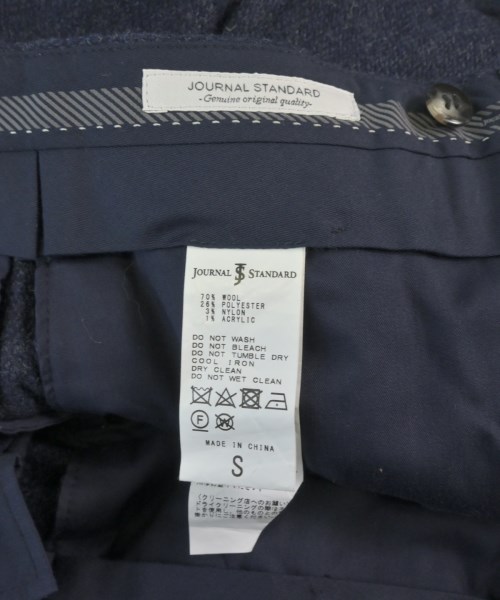 JOURNAL STANDARD
-Genuine original quality-
JOURNAL JS STANDARD
70% WOOL
26% POLYESTER
3% NYLON
1% ACRYLIC
DO NOT WASH
DO NOT BLEACH
DO NOT TUMBLE DRY
COOL IRON
DRY CLEAN
DO NOT WET CLEAN
MADE IN CHINA
S